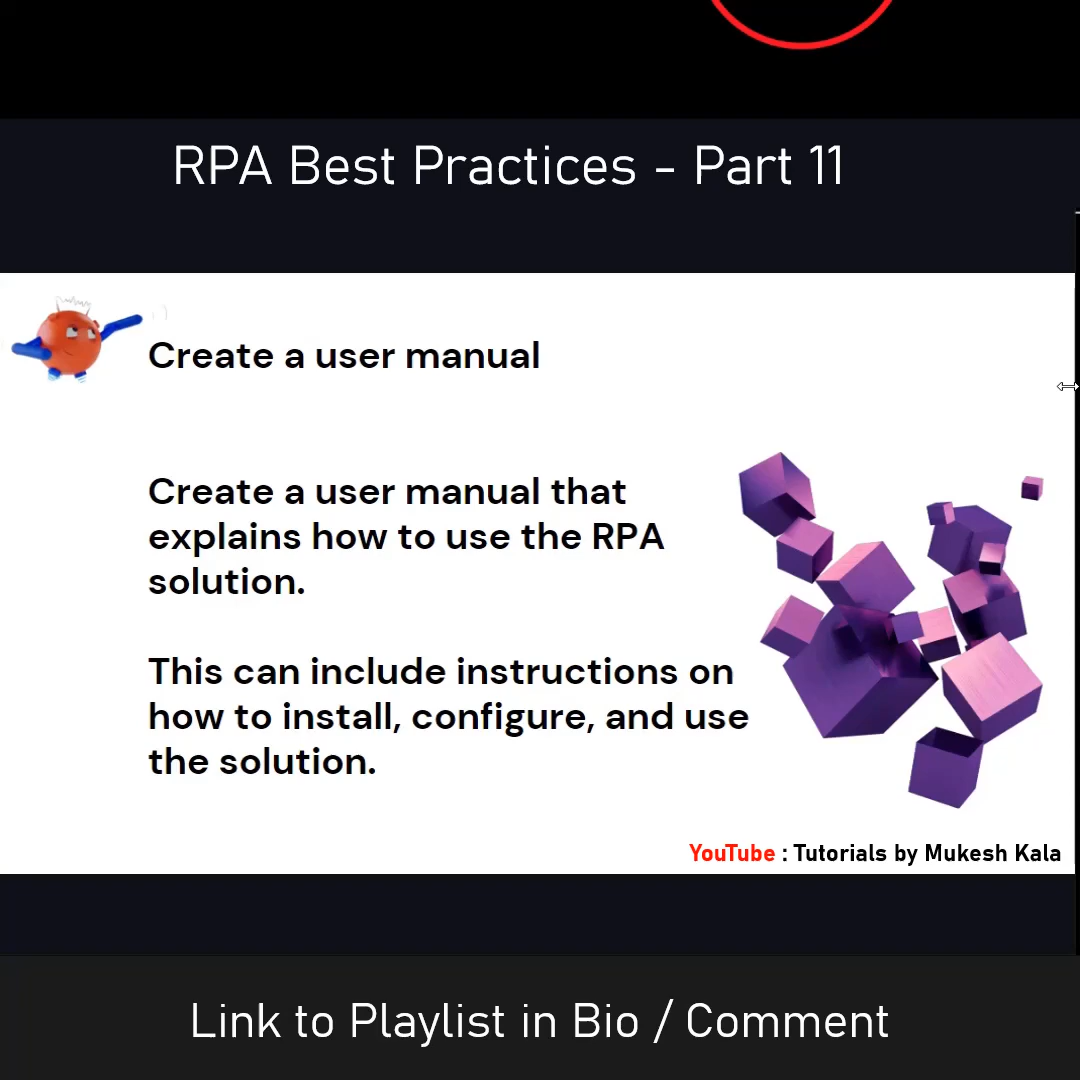 RPA Best Practices - Part 11
Create a user manual
Create a user manual that
explains how to use the RPA
solution.
This can include instructions on
how to install, configure, and use
the solution.
YouTube : Tutorials by Mukesh Kala
Link to Playlist in Bio / Comment